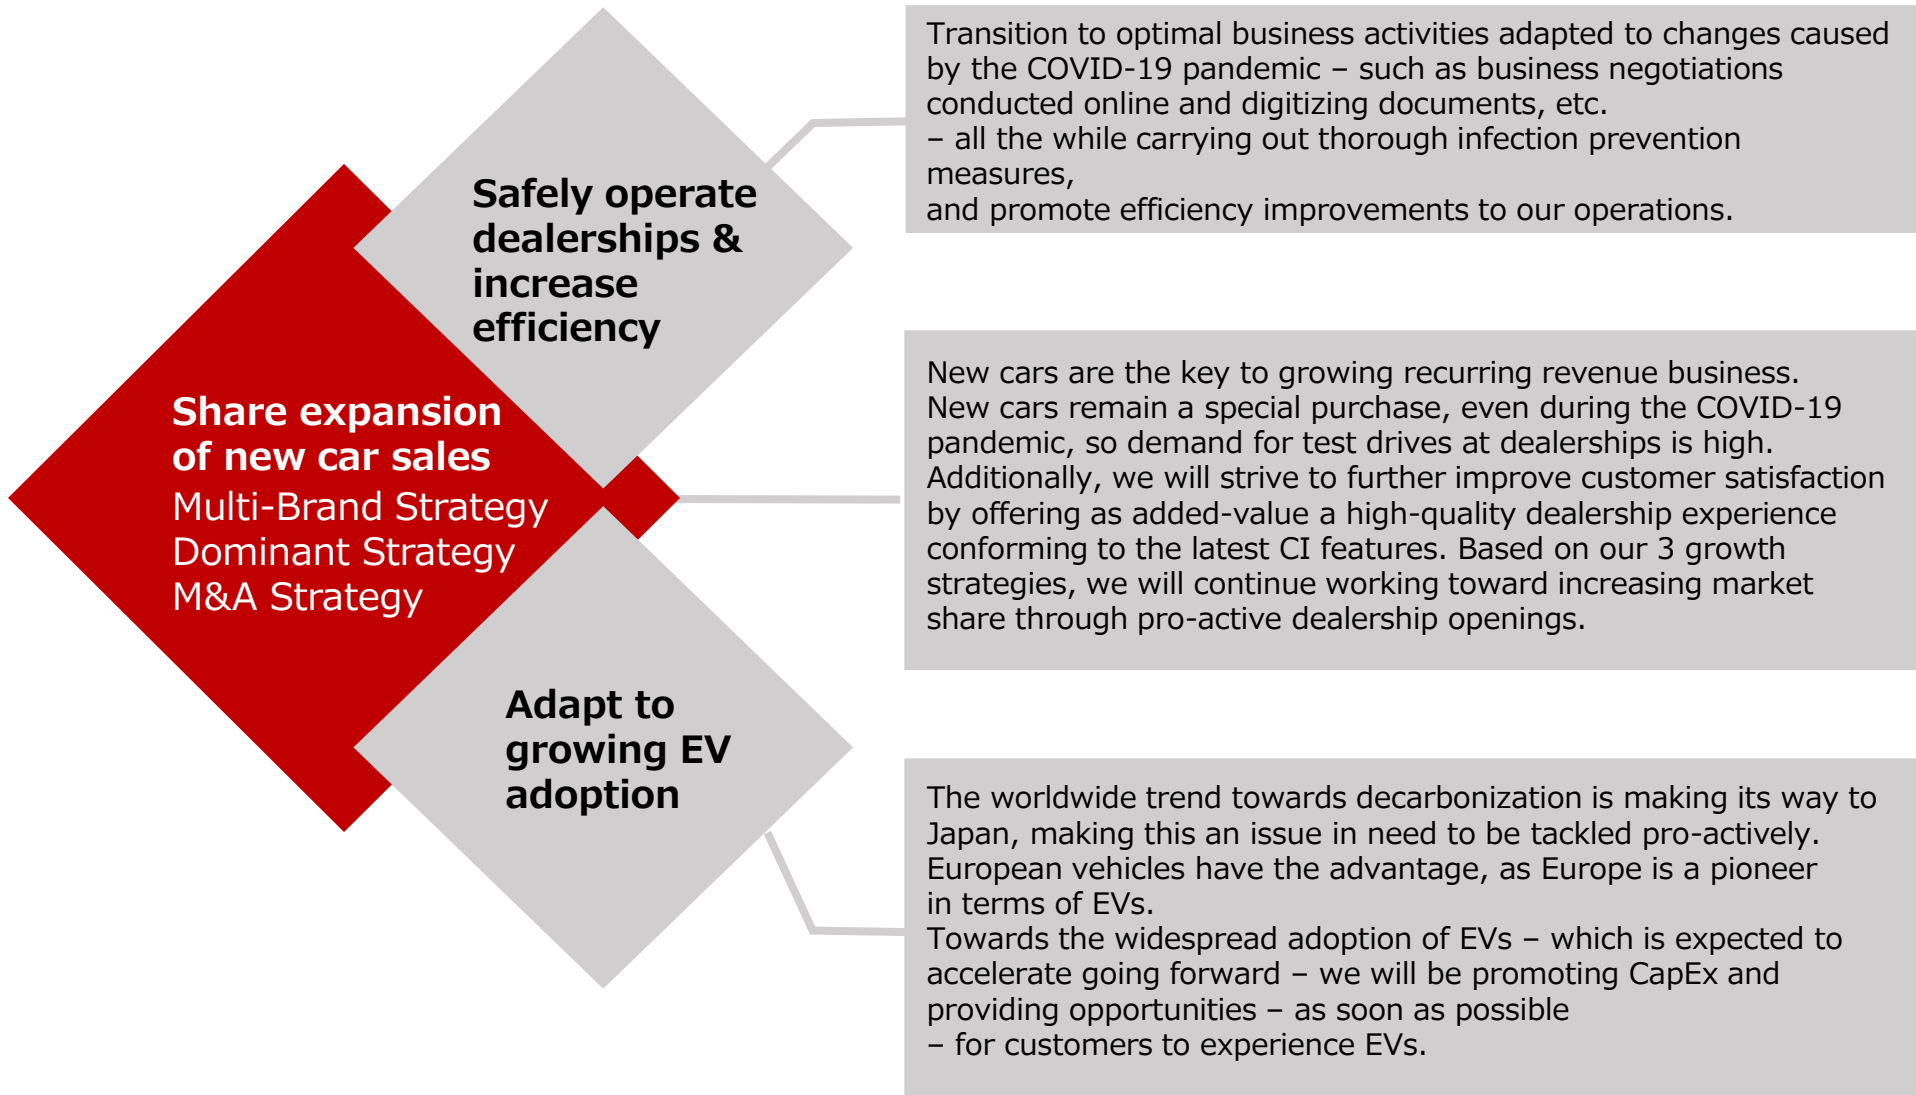 Safely operate
dealerships &
increase
efficiency
Transition to optimal business activities adapted to changes caused
by the COVID-19 pandemic – such as business negotiations
conducted online and digitizing documents, etc.
– all the while carrying out thorough infection prevention
measures,
and promote efficiency improvements to our operations.
Share expansion
of new car sales
Multi-Brand Strategy
Dominant Strategy
M&A Strategy
New cars are the key to growing recurring revenue business.
New cars remain a special purchase, even during the COVID-19
pandemic, so demand for test drives at dealerships is high.
Additionally, we will strive to further improve customer satisfaction
by offering as added-value a high-quality dealership experience
conforming to the latest CI features. Based on our 3 growth
strategies, we will continue working toward increasing market
share through pro-active dealership openings.
Adapt to
growing EV
adoption
The worldwide trend towards decarbonization is making its way to
Japan, making this an issue in need to be tackled pro-actively.
European vehicles have the advantage, as Europe is a pioneer
in terms of EVs.
Towards the widespread adoption of EVs – which is expected to
accelerate going forward – we will be promoting CapEx and
providing opportunities – as soon as possible
– for customers to experience EVs.